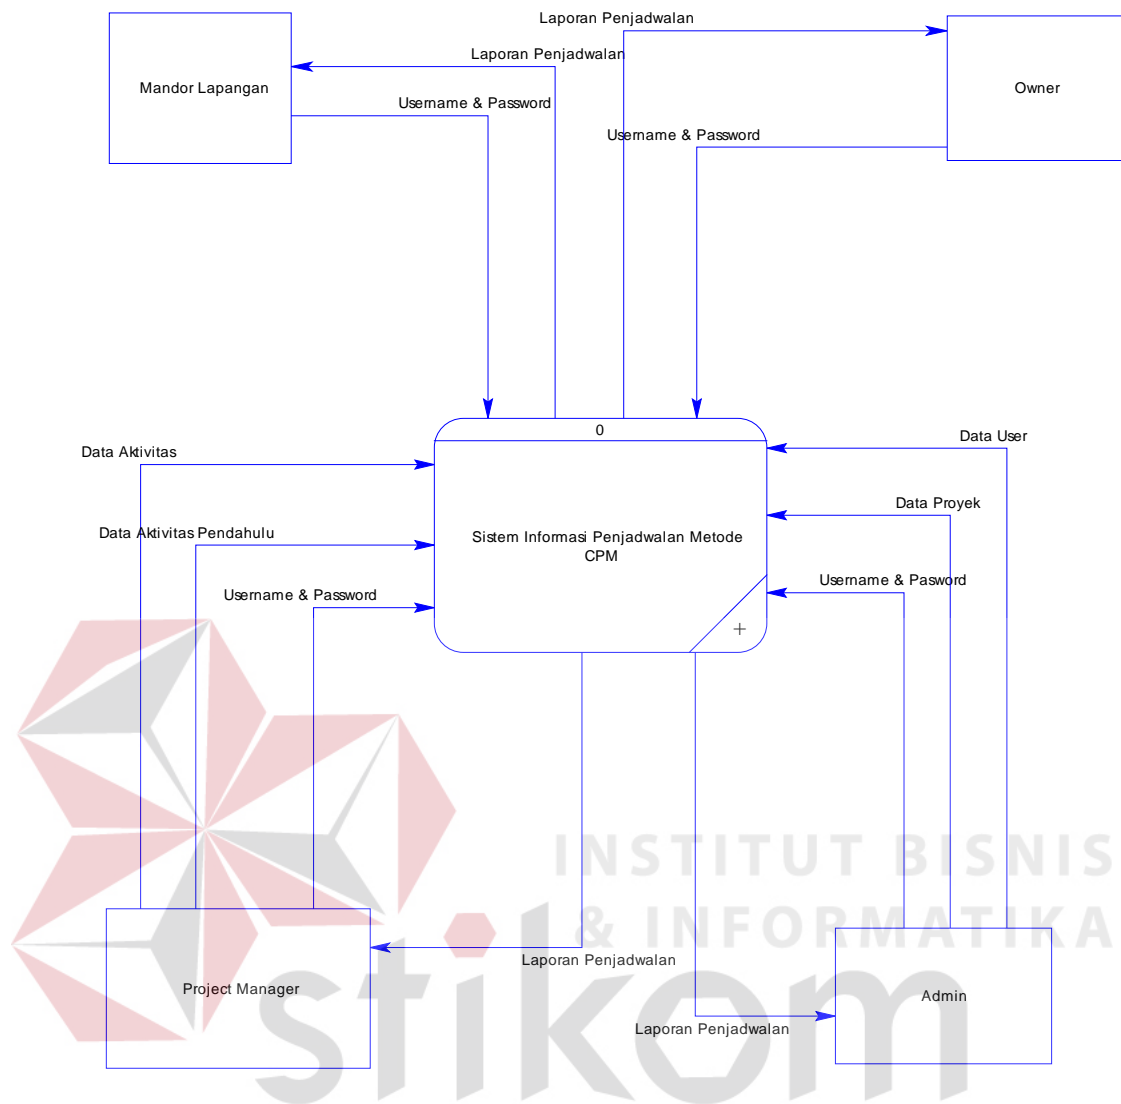 Laporan Penjadwalan
Laporan Penjadwalan
Mandor Lapangan
Owner
Username & Password
Username & Password
0
Data User
Data Aktivitas
Data Proyek
Data Aktivitas Pendahulu
Sistem Informasi Penjadwalan Metode
CPM
Username & Pasword
Username & Password
+
INSTITUT BISNIS
& INFORMATIKA
Laporan Penjadwalan
Project Manager
Admin
Laporan Penjadwalan
stikom